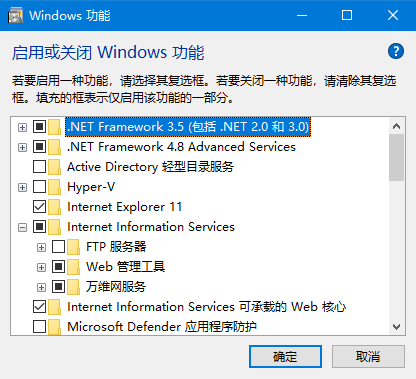 Windows 功能
启用或关闭 Windows 功能
?
若要启用一种功能，请选择其复选框。若要关闭一种功能，请清除其复选
框。填充的框表示仅启用该功能的一部分。
.NET Framework 3.5 (包括 .NET 2.0 和 3.0)
.NET Framework 4.8 Advanced Services
Active Directory 轻型目录服务
Hyper-V
Internet Explorer 11
Internet Information Services
FTP 服务器
Web 管理工具
万维网服务
Internet Information Services 可承载的 Web 核心
Microsoft Defender 应用程序防护
确定
取消